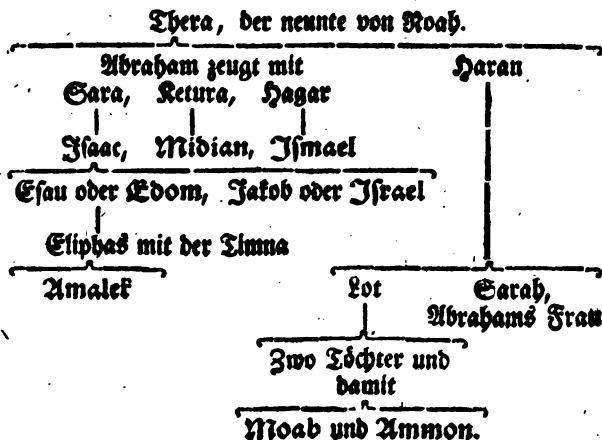 Thera, der neunte von Noah.
Abraham zeugt mit Haran
Sara, Ketura, Hagar
Isaac, Midian, Ismael
Esau oder Edom, Jakob oder Israel
Eliphas mit der Timna
Amalek Lot Sarah,
Abrahams Frau
Zwo Töchter und
damit
Moab und Ammon.